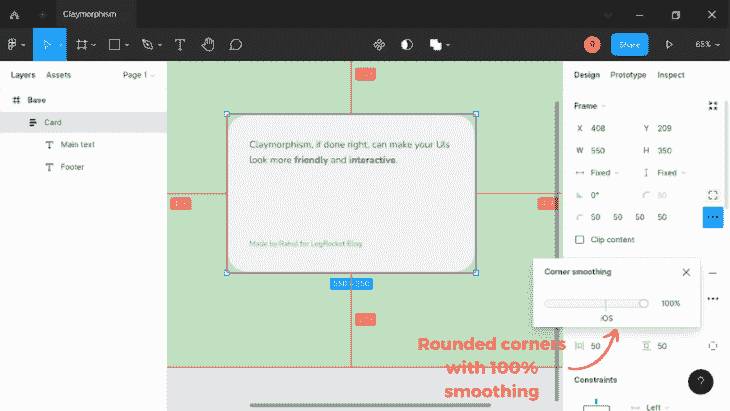 Claymorphism
Share
68%
Layers Assets Page 1
Design Prototype Inspect
Base
Card
Main text
Footer
Claymorphism, if done right, can make your UIs
look more friendly and interactive.
Made by Rahul for LogRocket Blog
550 x 350
Frame
X 408 Y 209
W 550 H 350
Fixed Fixed
0°
50 50 50 50
Clip content
Corner smoothing
100%
iOS
50 50
Constraints
Left
Rounded corners
with 100%
smoothing
?